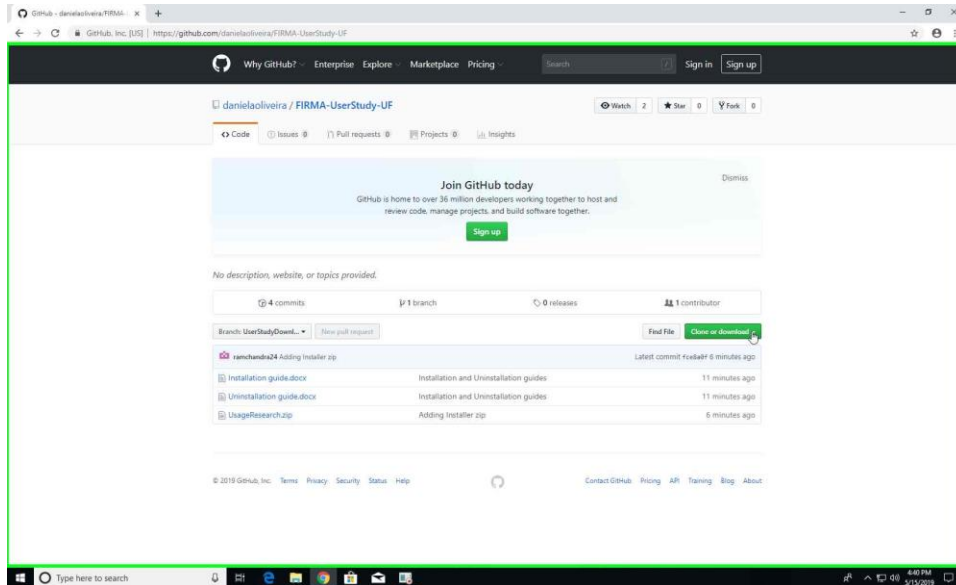 GitHub - danielaoliveira/FIRMA-
GitHub, Inc. [US] | https://github.com/danielaoliveira/FIRMA-UserStudy-UF
Why GitHub? Enterprise Explore Marketplace Pricing Search / Sign in Sign up
danielaoliveira / FIRMA-UserStudy-UF Watch 2 Star 0 Fork 0
Code Issues 0 Pull requests 0 Projects 0 Insights
Dismiss
Join GitHub today
GitHub is home to over 36 million developers working together to host and
review code, manage projects, and build software together.
Sign up
No description, website, or topics provided.
4 commits 1 branch 0 releases 1 contributor
Branch: UserStudyDownl... New pull request Find File Clone or download
ramchandra24 Adding Installer zip Latest commit 6 minutes ago
Installation guide.docx Installation and Uninstallation guides 11 minutes ago
Uninstallation guide.docx Installation and Uninstallation guides 11 minutes ago
UsageResearch.zip Adding Installer zip 6 minutes ago
© 2019 GitHub, Inc. Terms Privacy Security Status Help Contact GitHub Pricing API Training Blog About
Type here to search 4:40 PM
5/15/2019